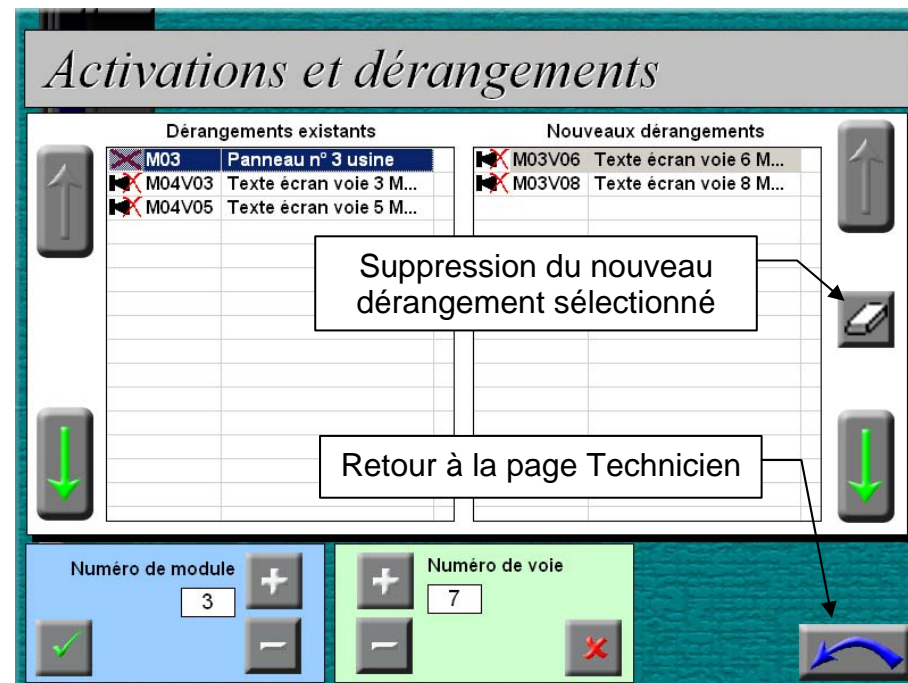 Activations et dérangements
Dérangements existants
M03 Panneau n° 3 usine
M04V03 Texte écran voie 3 M...
M04V05 Texte écran voie 5 M...
Nouveaux dérangements
M03V06 Texte écran voie 6 M...
M03V08 Texte écran voie 8 M...
Suppression du nouveau
dérangement sélectionné
Retour à la page Technicien
Numéro de module
3
Numéro de voie
7